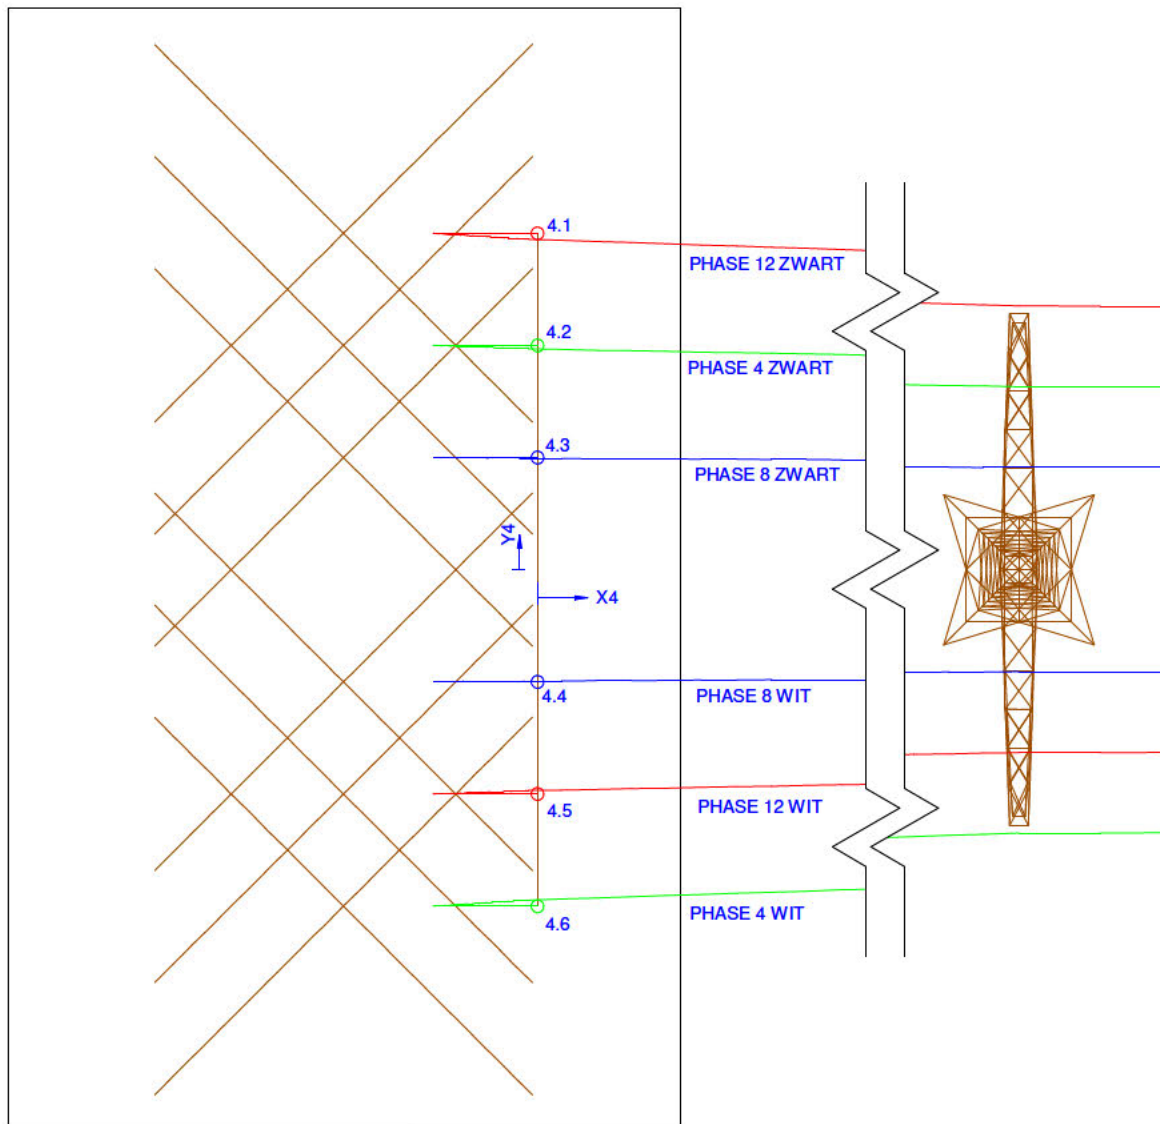 4.1
PHASE 12 ZWART
4.2
PHASE 4 ZWART
4.3
PHASE 8 ZWART
Y4
X4
4.4
PHASE 8 WIT
4.5
PHASE 12 WIT
4.6
PHASE 4 WIT